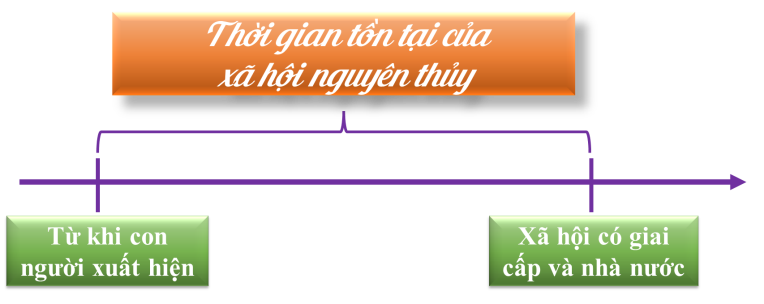 Thời gian tồn tại của
xã hội nguyên thủy
Từ khi con
người xuất hiện
Xã hội có giai
cấp và nhà nước